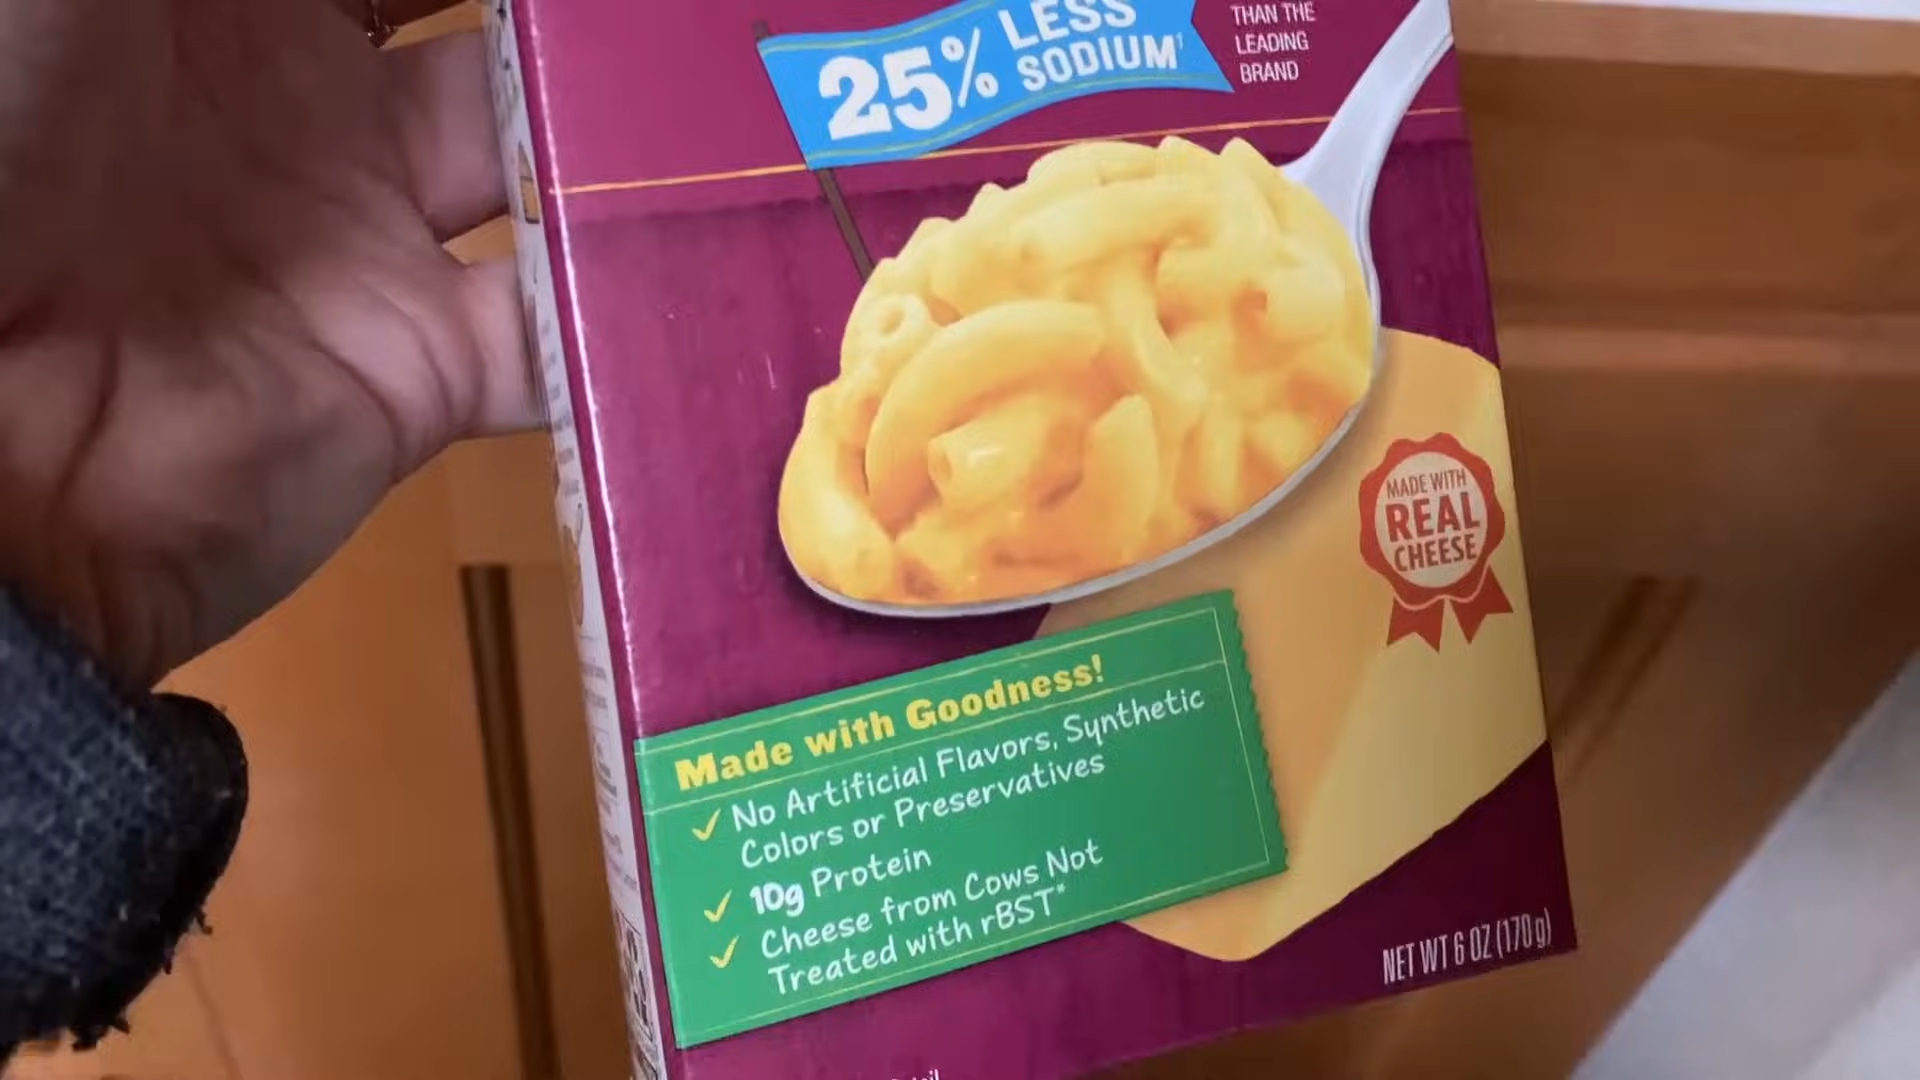 25% LESS
SODIUM†
THAN THE
LEADING
BRAND
MADE WITH
REAL
CHEESE
Made with Goodness!
✓ No Artificial Flavors, Synthetic
Colors or Preservatives
✓ 10g Protein
✓ Cheese from Cows Not
Treated with rBST*
NET WT 6 OZ (170g)